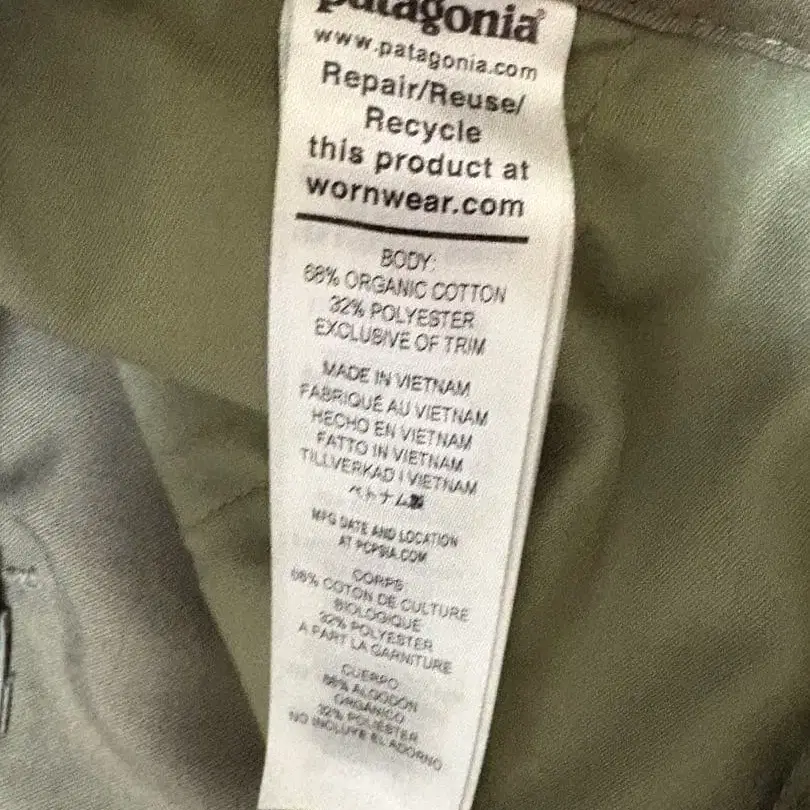 patagonia®
www.patagonia.com
Repair/Reuse/
Recycle
this product at
wornwear.com
BODY:
68% ORGANIC COTTON
32% POLYESTER
EXCLUSIVE OF TRIM
MADE IN VIETNAM
FABRIQUÉ AU VIETNAM
HECHO EN VIETNAM
FATTO IN VIETNAM
TILLVERKAD I VIETNAM
ベトナム製
MFG DATE AND LOCATION
AT PCPSIA.COM
CORPS:
68% COTON DE CULTURE
BIOLOGIQUE
32% POLYESTER
A PART LA GARNITURE
CUERPO
68% ALGODON
ORGANICO
32% POLIÉSTER
NO INCLUYE EL ADORNO